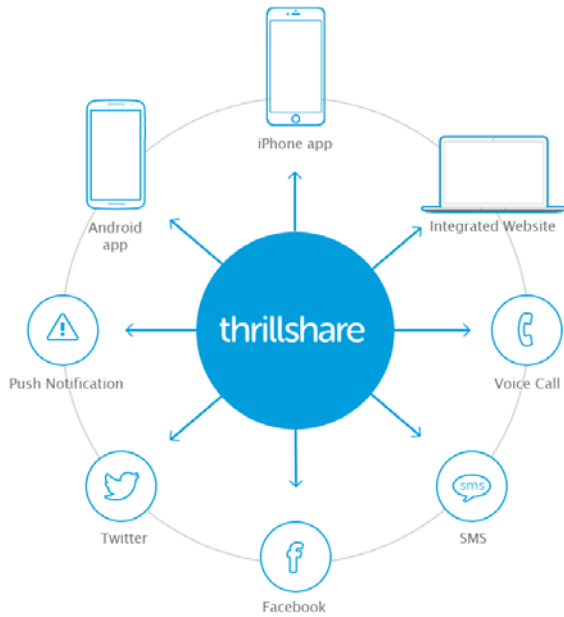 iPhone app
Android
app
Integrated Website
thrillshare
Push Notification
Voice Call
sms
Twitter
SMS
f
Facebook